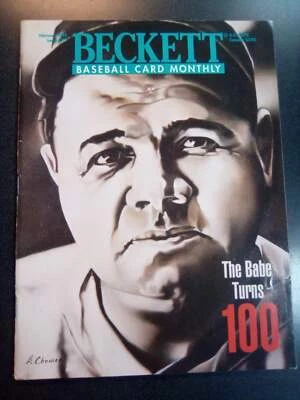 BECKETT
BASEBALL CARD MONTHLY
The Babe
Turns
100